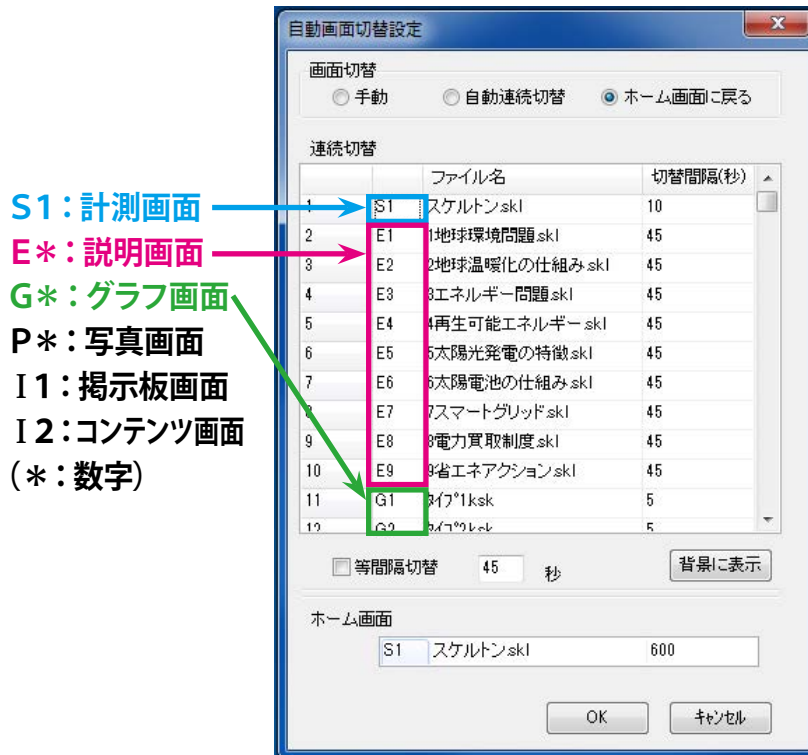 自動画面切替設定
画面切替
手動 自動連続切替 ホーム画面に戻る
連続切替
ファイル名 切替間隔(秒)
1 S1 スケルトン.skl 10
2 E1 1地球環境問題.skl 45
3 E2 2地球温暖化の仕組み.skl 45
4 E3 3エネルギー問題.skl 45
5 E4 4再生可能エネルギー.skl 45
6 E5 5太陽光発電の特徴.skl 45
7 E6 6太陽電池の仕組み.skl 45
8 E7 7スマートグリッド.skl 45
9 E8 8電力買取制度.skl 45
10 E9 9省エネアクション.skl 45
11 G1 ﾀｲﾌﾟ1.ksk 5
12 G2 ﾀｲﾌﾟ2.ksk 5
等間隔切替 45 秒 背景に表示
ホーム画面
S1 スケルトン.skl 600
OK ｷｬﾝｾﾙ
S1：計測画面
E＊：説明画面
G＊：グラフ画面
P＊：写真画面
I1：掲示板画面
I2：コンテンツ画面
(＊：数字)